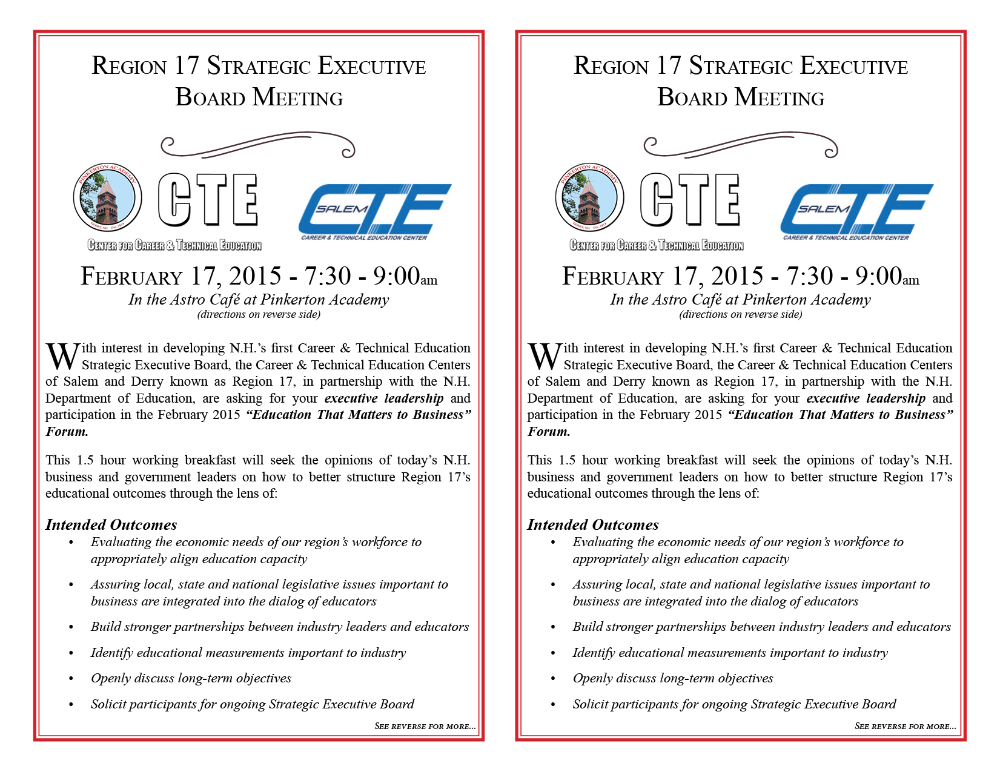 Region 17 Strategic Executive
Board Meeting
PINKERTON ACADEMY
DERRY, NH INC. 1814
CTE
Center for Career & Technical Education
CTE
SALEM
CAREER & TECHNICAL EDUCATION CENTER
February 17, 2015 - 7:30 - 9:00am
In the Astro Café at Pinkerton Academy
(directions on reverse side)
With interest in developing N.H.’s first Career & Technical Education
Strategic Executive Board, the Career & Technical Education Centers
of Salem and Derry known as Region 17, in partnership with the N.H.
Department of Education, are asking for your executive leadership and
participation in the February 2015 “Education That Matters to Business”
Forum.
This 1.5 hour working breakfast will seek the opinions of today’s N.H.
business and government leaders on how to better structure Region 17’s
educational outcomes through the lens of:
Intended Outcomes
• Evaluating the economic needs of our region’s workforce to
appropriately align education capacity
• Assuring local, state and national legislative issues important to
business are integrated into the dialog of educators
• Build stronger partnerships between industry leaders and educators
• Identify educational measurements important to industry
• Openly discuss long-term objectives
• Solicit participants for ongoing Strategic Executive Board
See reverse for more...
Region 17 Strategic Executive
Board Meeting
PINKERTON ACADEMY
DERRY, NH INC. 1814
CTE
Center for Career & Technical Education
CTE
SALEM
CAREER & TECHNICAL EDUCATION CENTER
February 17, 2015 - 7:30 - 9:00am
In the Astro Café at Pinkerton Academy
(directions on reverse side)
With interest in developing N.H.’s first Career & Technical Education
Strategic Executive Board, the Career & Technical Education Centers
of Salem and Derry known as Region 17, in partnership with the N.H.
Department of Education, are asking for your executive leadership and
participation in the February 2015 “Education That Matters to Business”
Forum.
This 1.5 hour working breakfast will seek the opinions of today’s N.H.
business and government leaders on how to better structure Region 17’s
educational outcomes through the lens of:
Intended Outcomes
• Evaluating the economic needs of our region’s workforce to
appropriately align education capacity
• Assuring local, state and national legislative issues important to
business are integrated into the dialog of educators
• Build stronger partnerships between industry leaders and educators
• Identify educational measurements important to industry
• Openly discuss long-term objectives
• Solicit participants for ongoing Strategic Executive Board
See reverse for more...